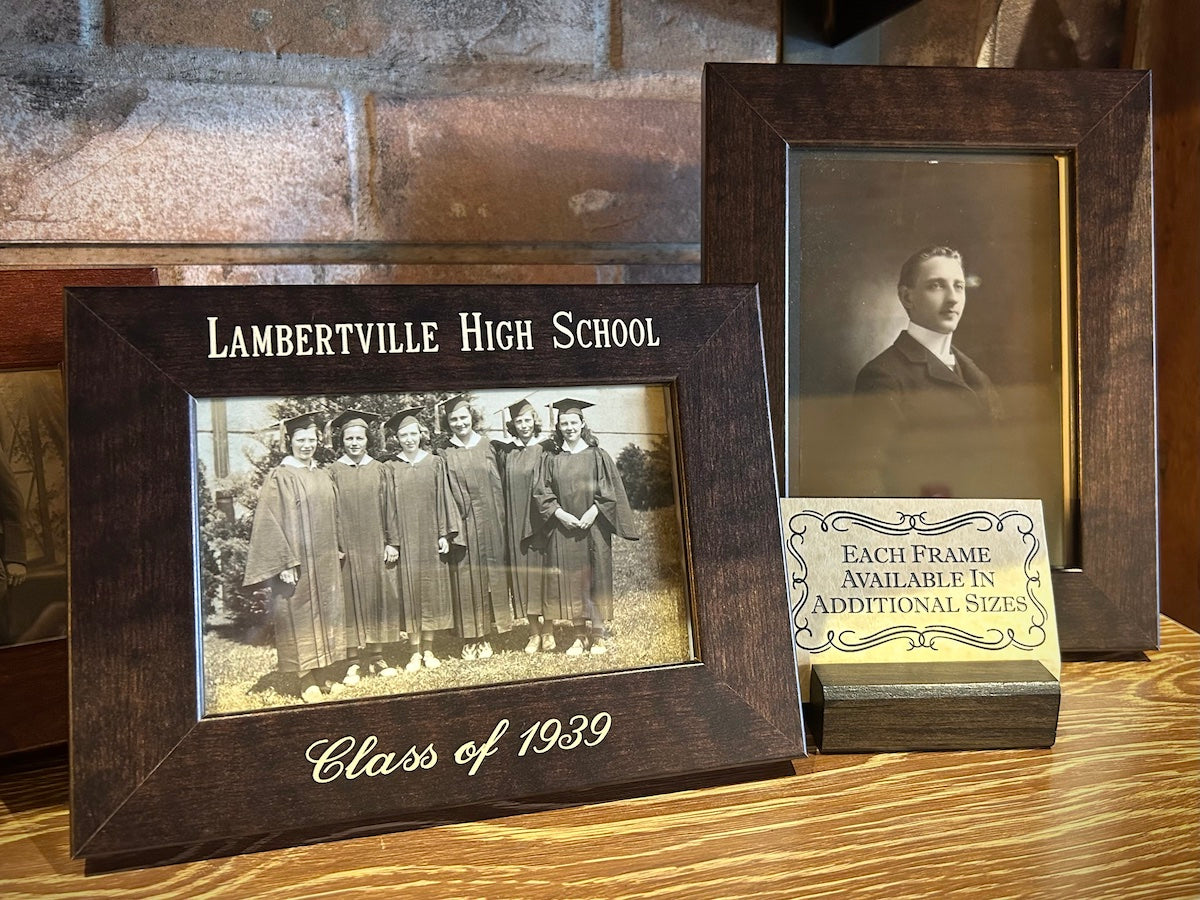 Lambertville High School
Class of 1939
Each Frame
Available In
Additional Sizes